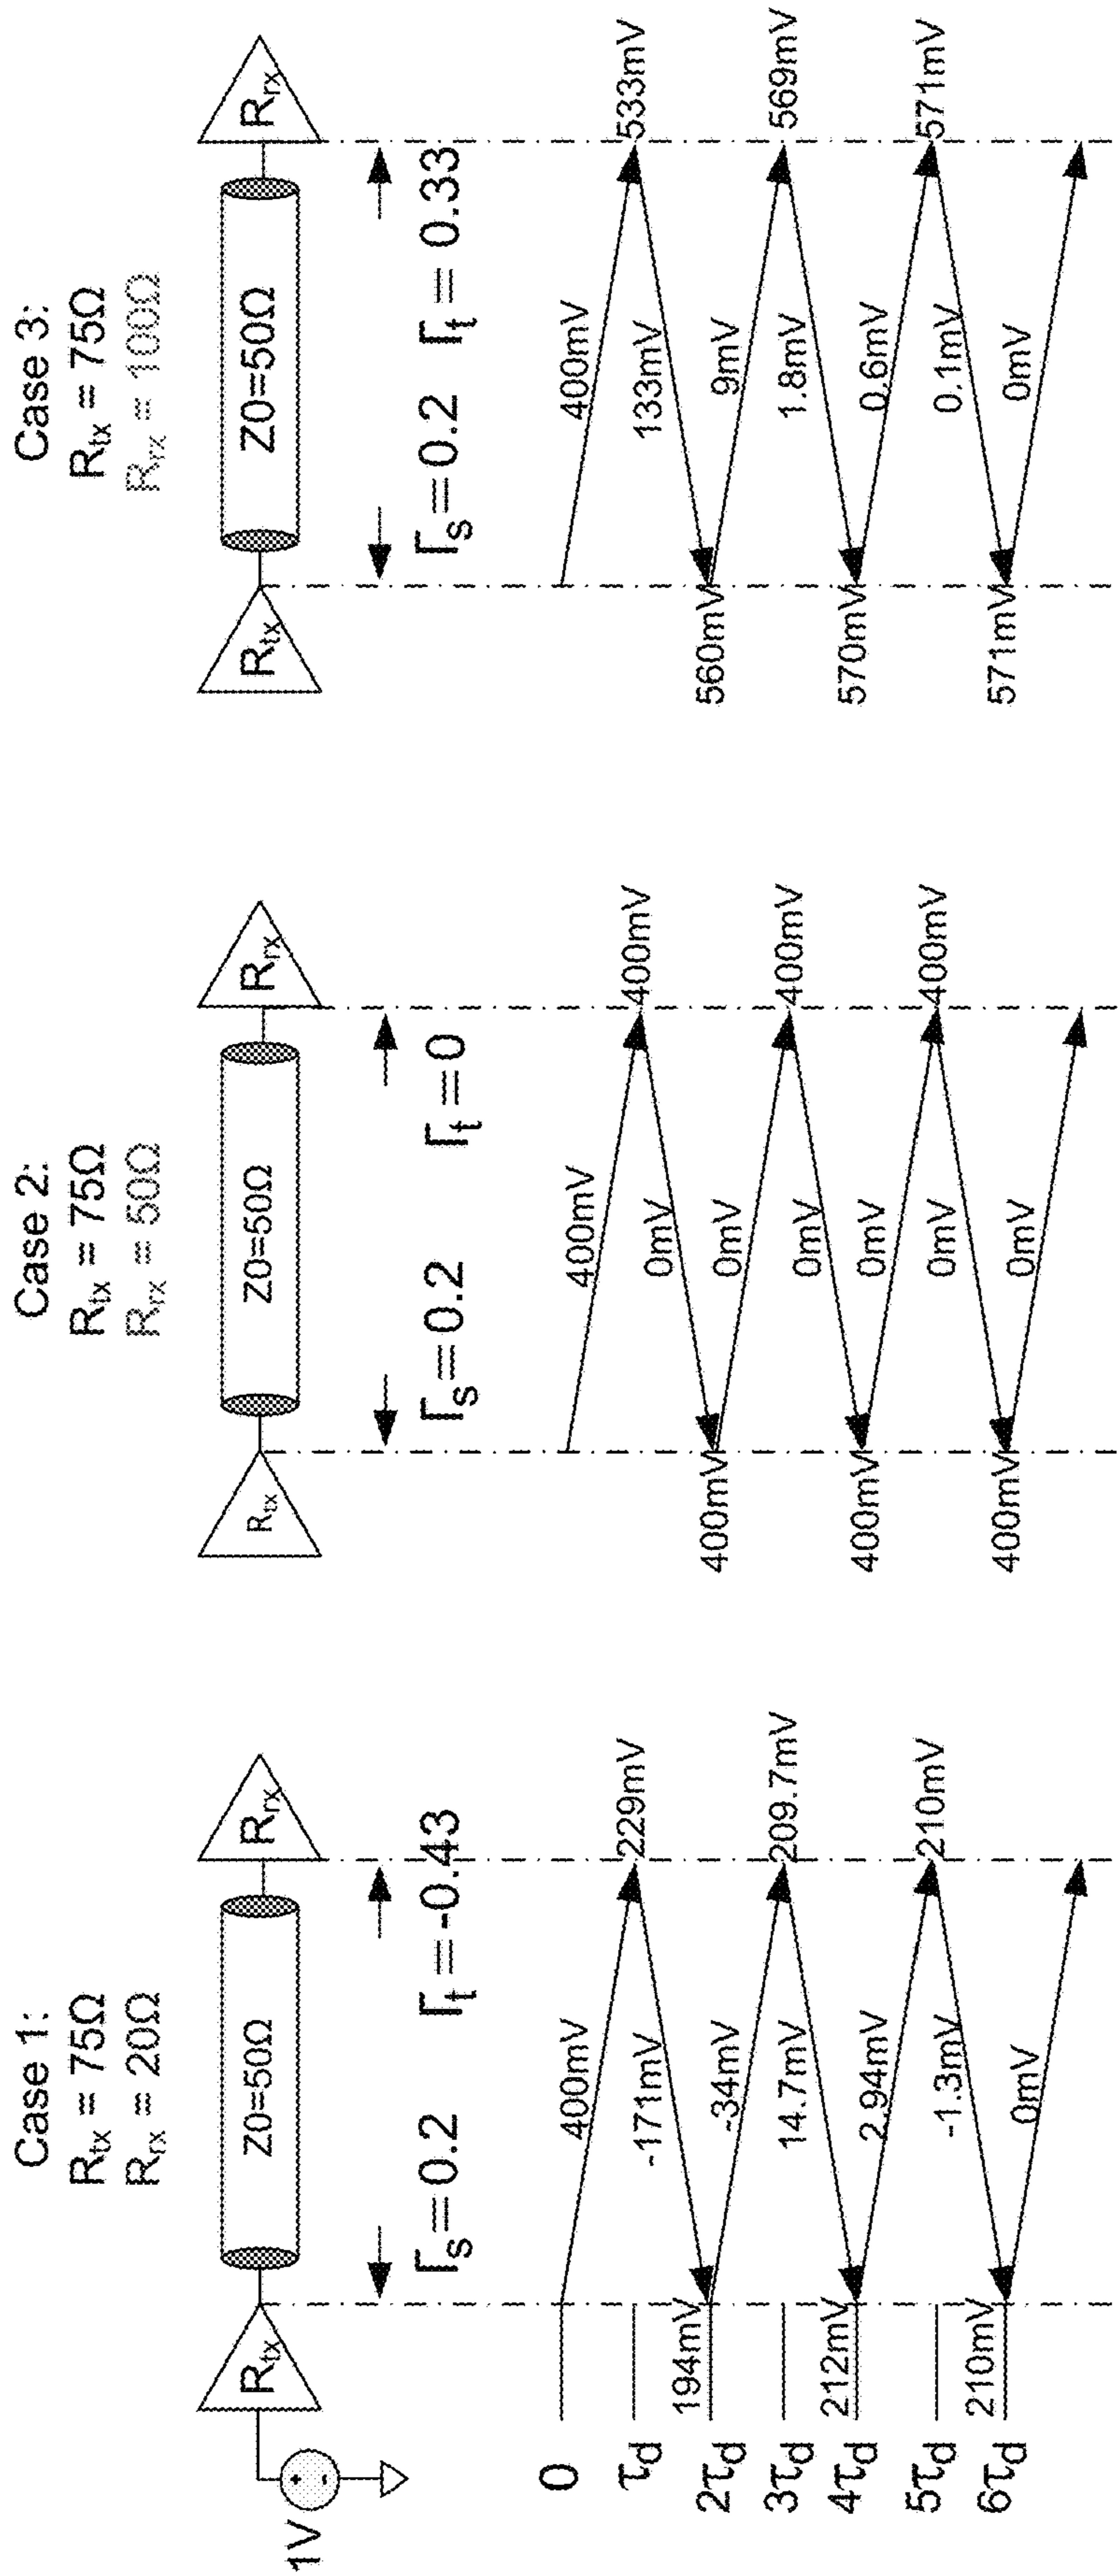 Case 1:
Rtx = 75Ω
Rrx = 20Ω
1V
+
-
Rtx
Z0=50Ω
Rrx
Γs=0.2
Γt=-0.43
0
τd
2τd
3τd
4τd
5τd
6τd
400mV
229mV
-171mV
194mV
-34mV
209.7mV
14.7mV
212mV
2.94mV
210mV
-1.3mV
210mV
0mV
Case 2:
Rtx = 75Ω
Rrx = 50Ω
Rtx
Z0=50Ω
Rrx
Γs=0.2
Γt=0
400mV
400mV
0mV
400mV
0mV
400mV
0mV
400mV
0mV
400mV
0mV
400mV
0mV
Case 3:
Rtx = 75Ω
Rrx = 100Ω
Rtx
Z0=50Ω
Rrx
Γs=0.2
Γt= 0.33
400mV
533mV
133mV
560mV
9mV
569mV
1.8mV
570mV
0.6mV
571mV
0.1mV
571mV
0mV